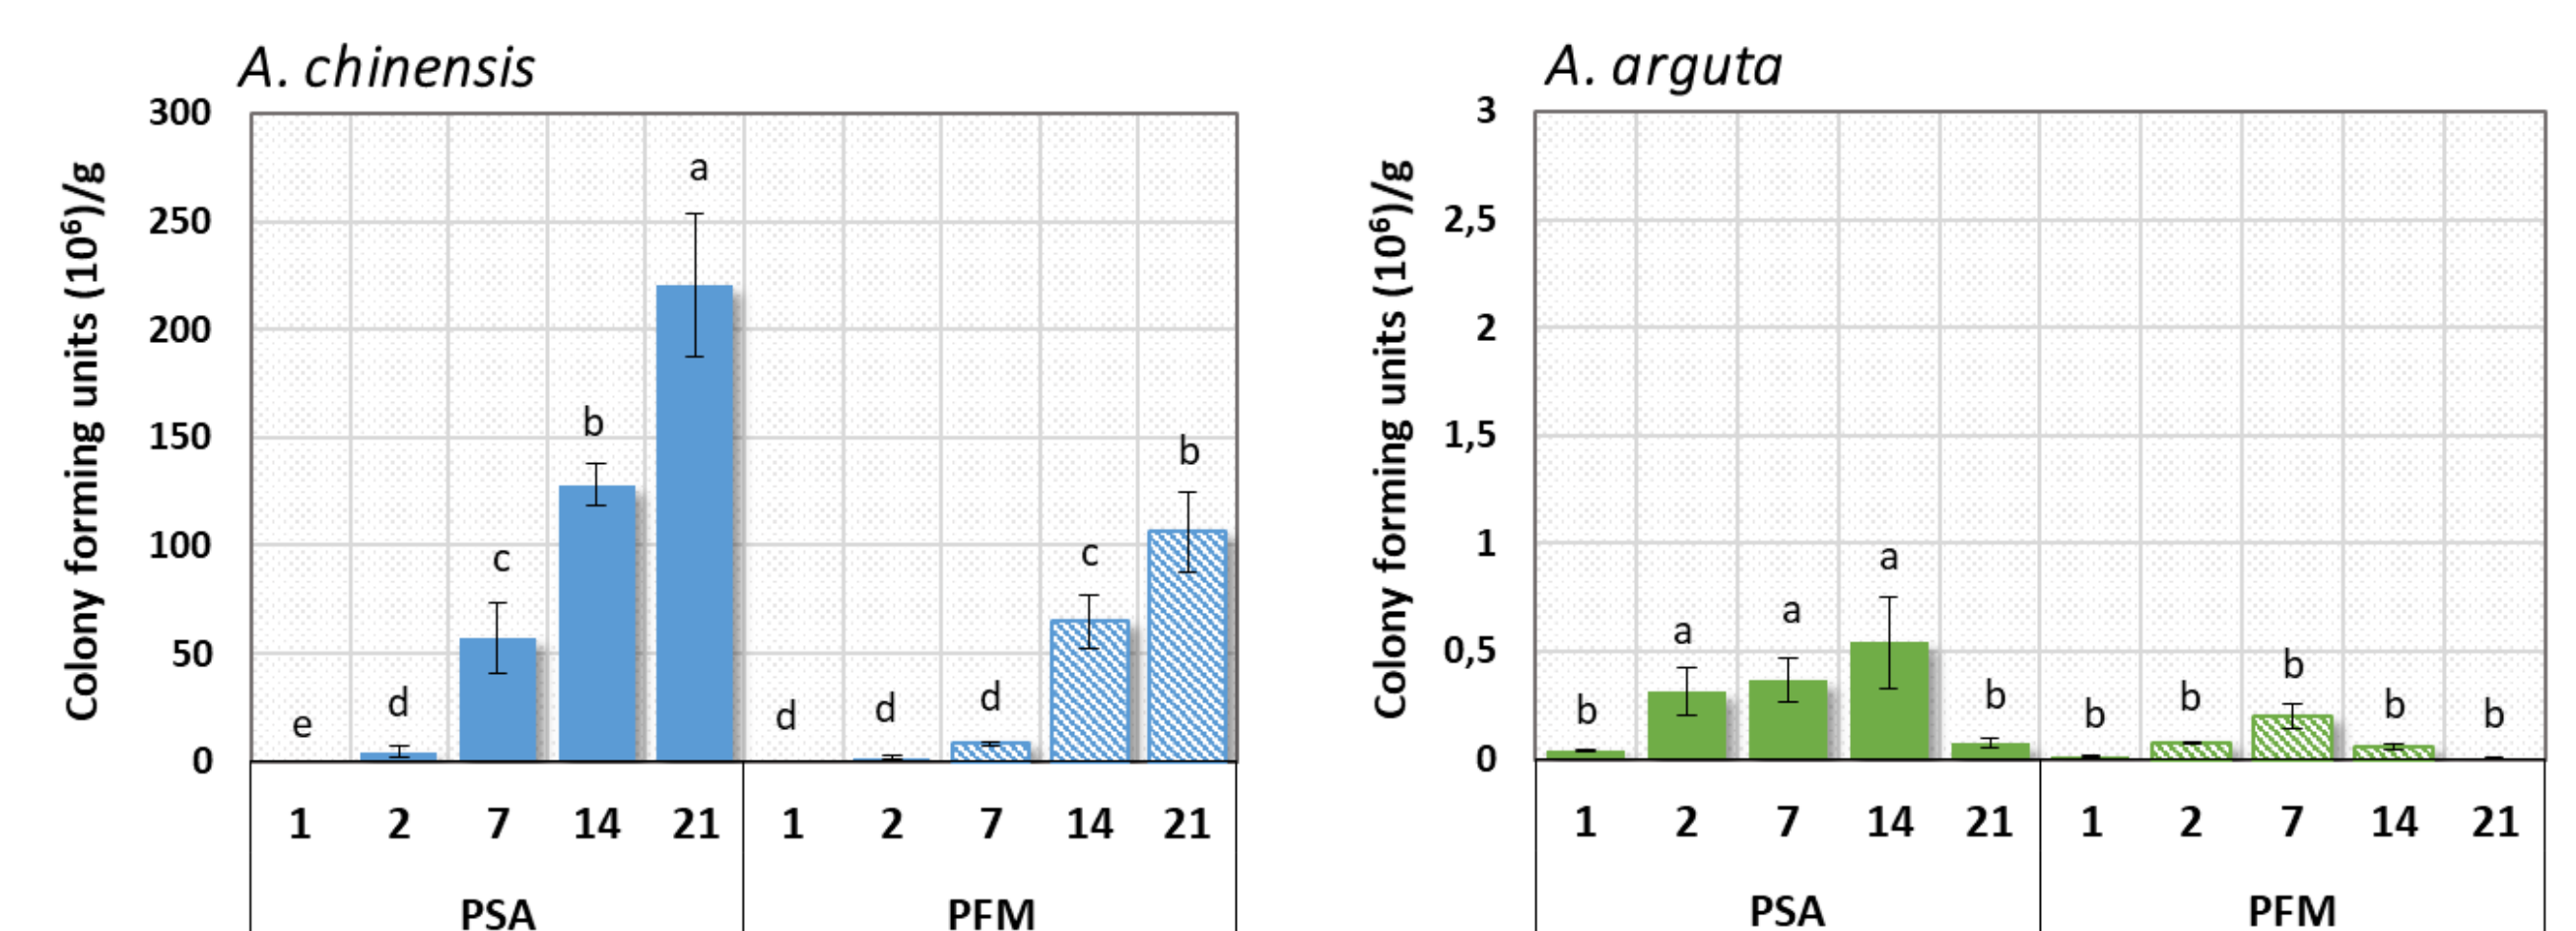 A. chinensis
Colony forming units (10⁶)/g
300
250
200
150
100
50
0
a
b
c
d
e
d
d
d
c
b
1 2 7 14 21 1 2 7 14 21
PSA PFM
A. arguta
Colony forming units (10⁶)/g
3
2,5
2
1,5
1
0,5
0
b
a
a
a
b
b
b
b
b
b
1 2 7 14 21 1 2 7 14 21
PSA PFM